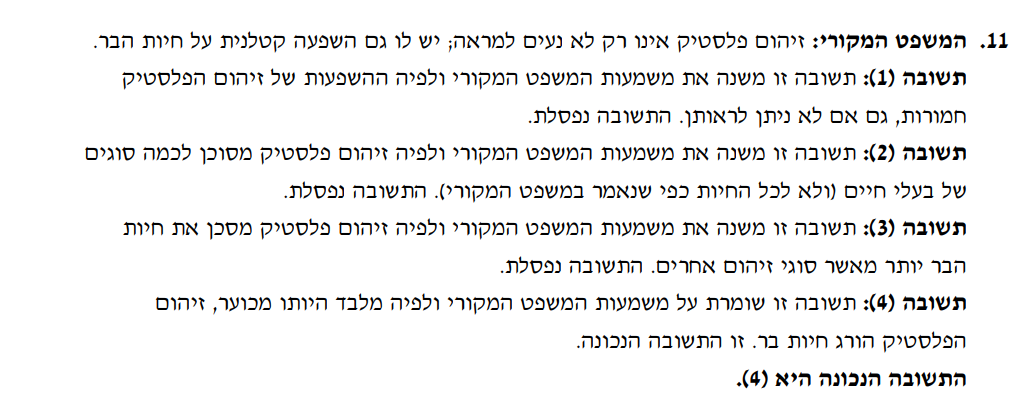 11. המשפט המקורי: זיהום פלסטיק אינו רק לא נעים למראה; יש לו גם השפעה קטלנית על חיות הבר.
תשובה (1): תשובה זו משנה את משמעות המשפט המקורי ולפיה ההשפעות של זיהום הפלסטיק
חמורות, גם אם לא ניתן לראותן. התשובה נפסלת.
תשובה (2): תשובה זו משנה את משמעות המשפט המקורי ולפיה זיהום פלסטיק מסוכן לכמה סוגים
של בעלי חיים (ולא לכל החיות כפי שנאמר במשפט המקורי). התשובה נפסלת.
תשובה (3): תשובה זו משנה את משמעות המשפט המקורי ולפיה זיהום פלסטיק מסכן את חיות
הבר יותר מאשר סוגי זיהום אחרים. התשובה נפסלת.
תשובה (4): תשובה זו שומרת על משמעות המשפט המקורי ולפיה מלבד היותו מכוער, זיהום
הפלסטיק הורג חיות בר. זו התשובה הנכונה.
התשובה הנכונה היא (4).